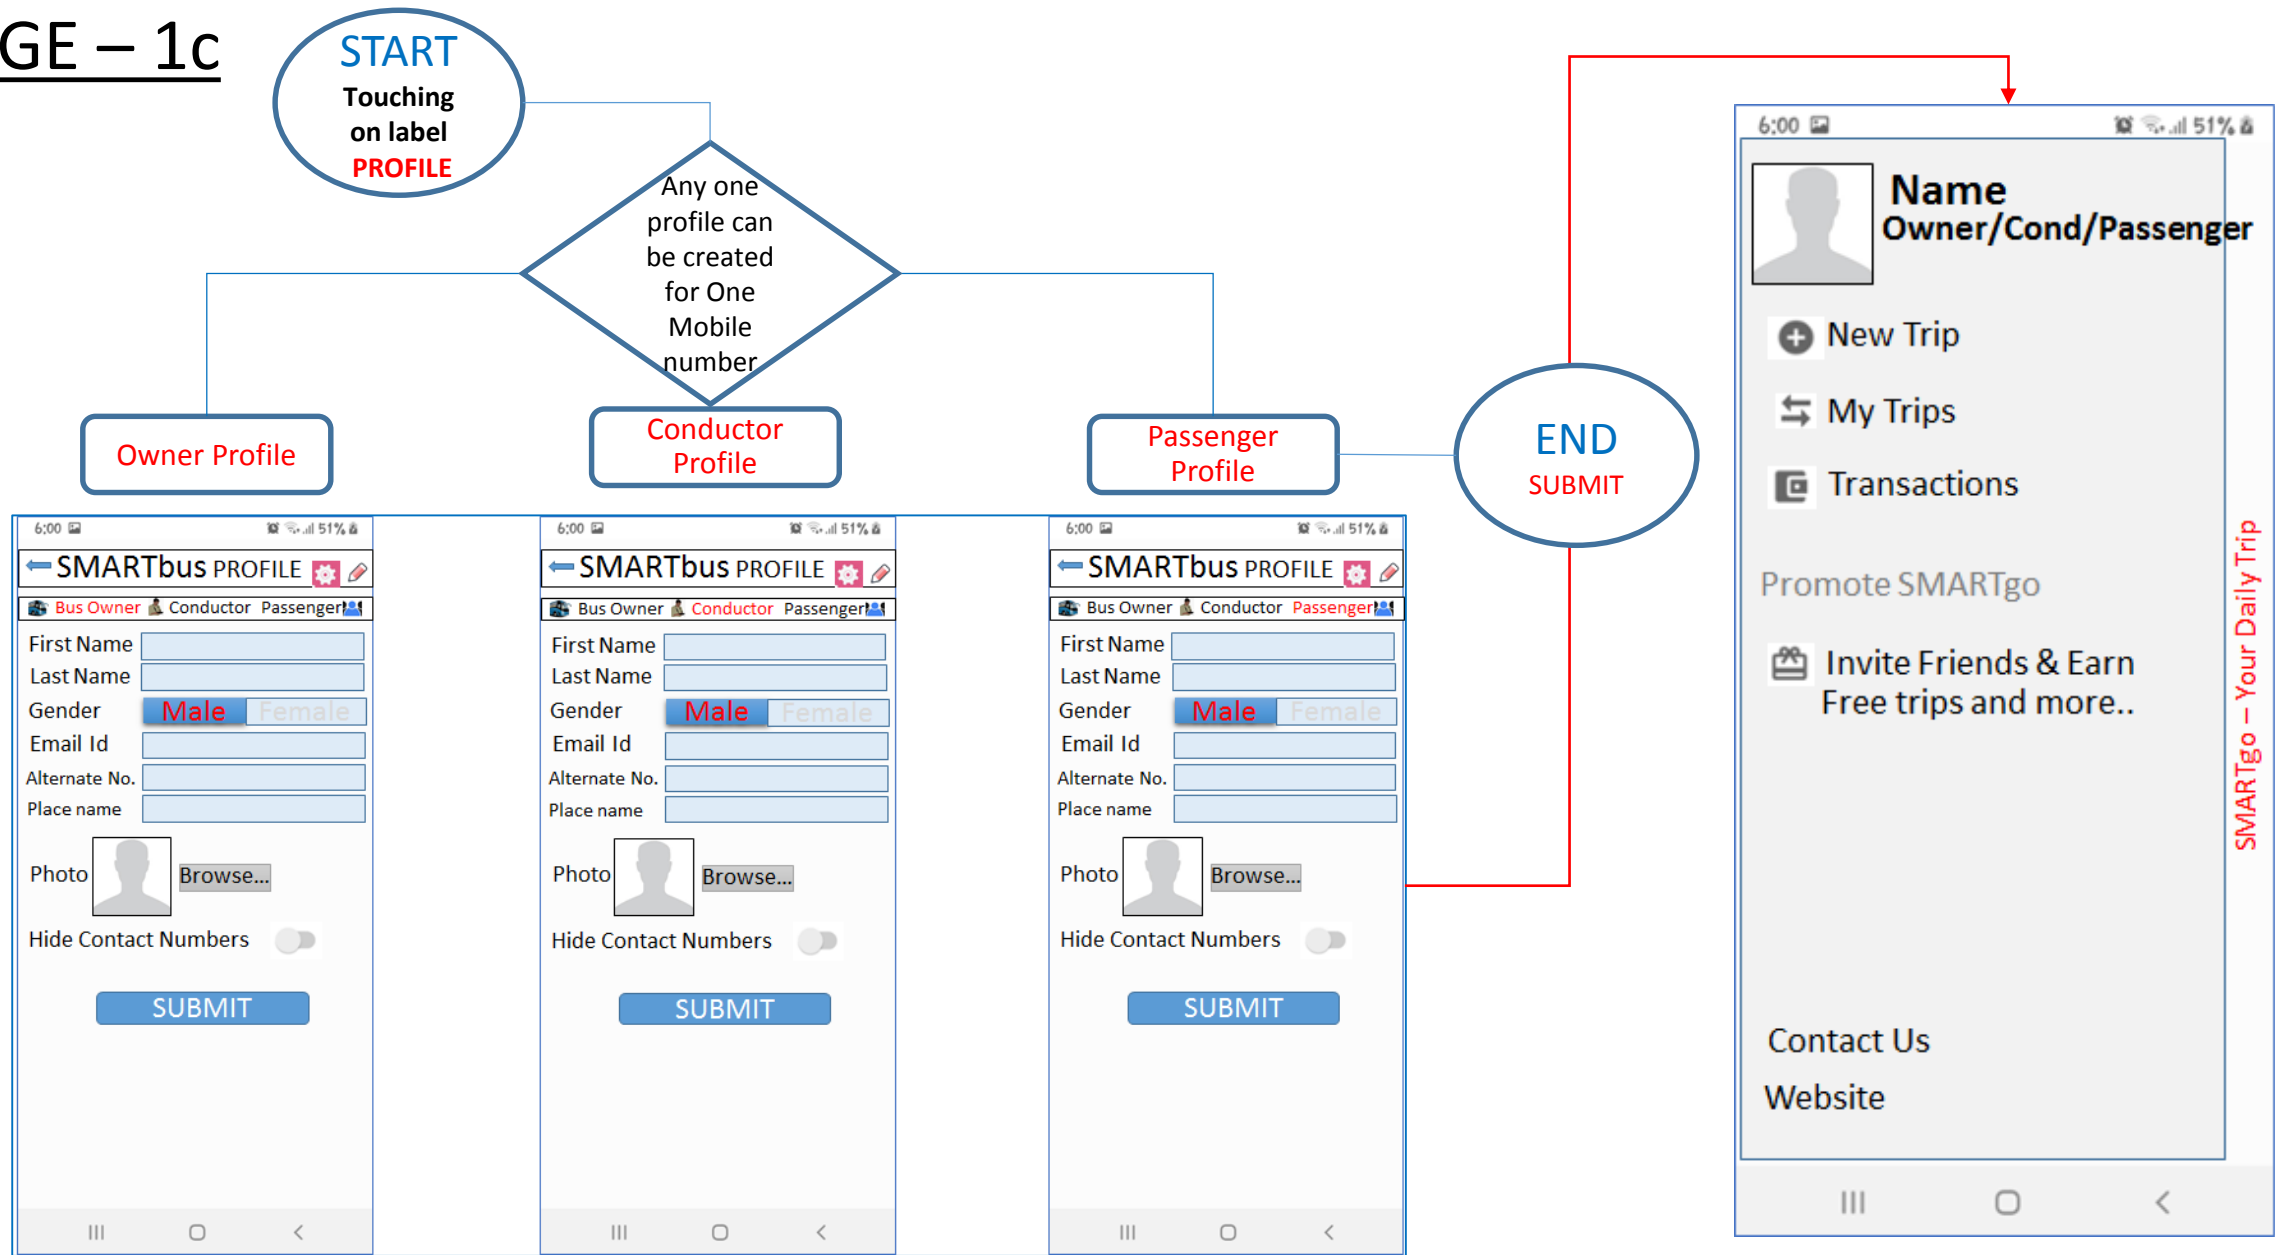 GE – 1c
START
Touching
on label
PROFILE
Any one
profile can
be created
for One
Mobile
number
Owner Profile
Conductor
Profile
Passenger
Profile
END
SUBMIT
6:00 51%
SMARTbus PROFILE
Bus Owner Conductor Passenger
First Name
Last Name
Gender Male Female
Email Id
Alternate No.
Place name
Photo Browse...
Hide Contact Numbers
SUBMIT
6:00 51%
SMARTbus PROFILE
Bus Owner Conductor Passenger
First Name
Last Name
Gender Male Female
Email Id
Alternate No.
Place name
Photo Browse...
Hide Contact Numbers
SUBMIT
6:00 51%
SMARTbus PROFILE
Bus Owner Conductor Passenger
First Name
Last Name
Gender Male Female
Email Id
Alternate No.
Place name
Photo Browse...
Hide Contact Numbers
SUBMIT
6:00 51%
Name
Owner/Cond/Passenger
New Trip
My Trips
Transactions
Promote SMARTgo
Invite Friends & Earn
Free trips and more..
Contact Us
Website
SMARTgo – Your Daily Trip